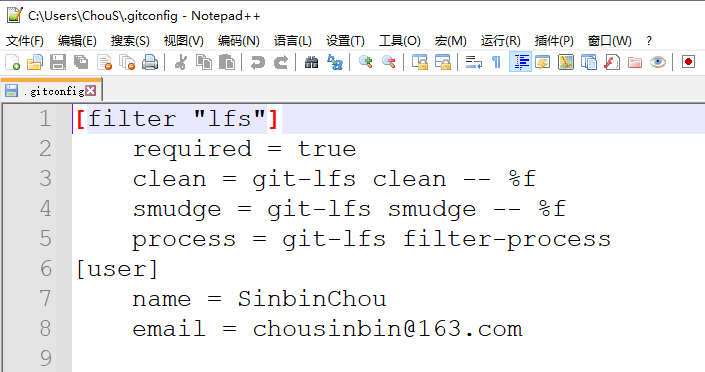 C:\Users\ChouS\.gitconfig - Notepad++
文件(F) 编辑(E) 搜索(S) 视图(V) 编码(N) 语言(L) 设置(T) 工具(O) 宏(M) 运行(R) 插件(P) 窗口(W) ?
.gitconfig
1 [filter "lfs"]
2 required = true
3 clean = git-lfs clean -- %f
4 smudge = git-lfs smudge -- %f
5 process = git-lfs filter-process
6 [user]
7 name = SinbinChou
8 email = chousinbin@163.com
9